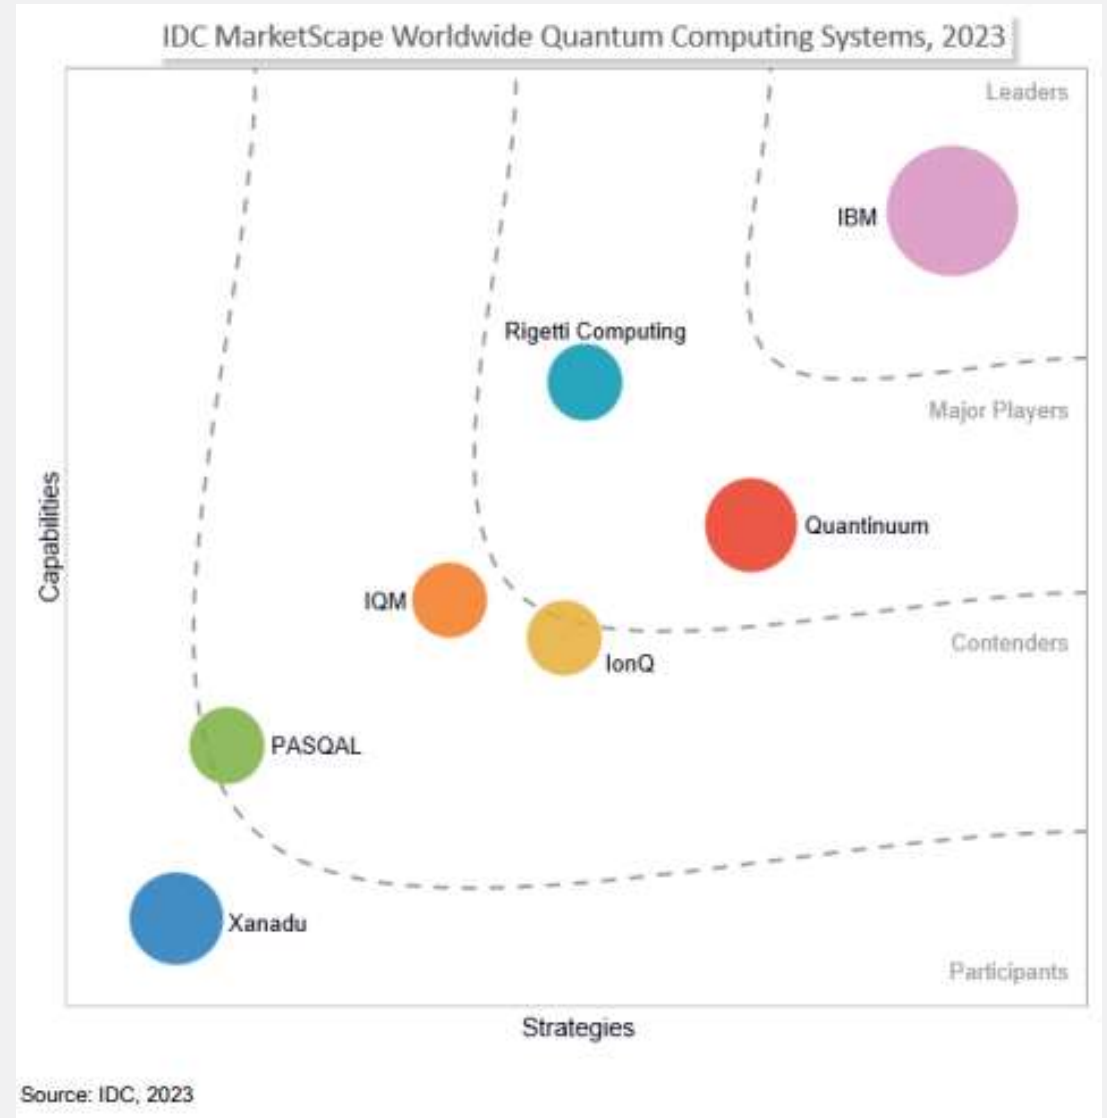 IDC MarketScape Worldwide Quantum Computing Systems, 2023
Leaders
IBM
Rigetti Computing
Major Players
Capabilities
Quantinuum
IQM
Contenders
IonQ
PASQAL
Xanadu
Participants
Strategies
Source: IDC, 2023